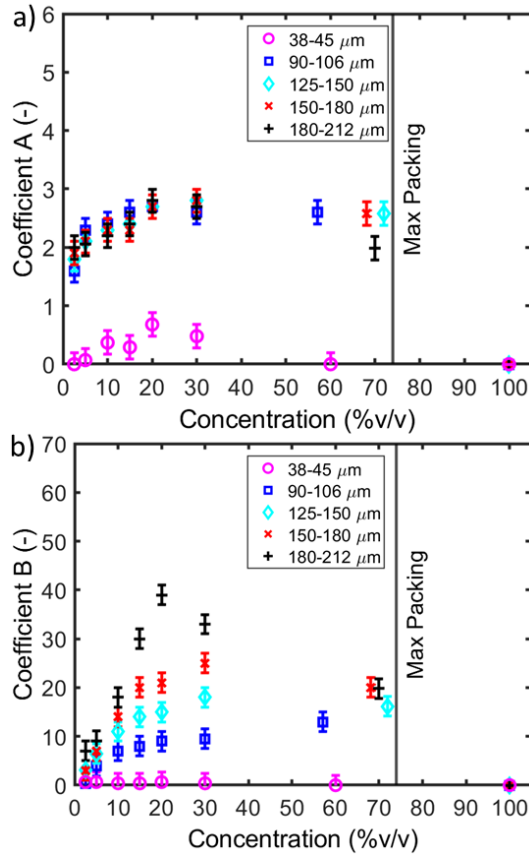 a)
6
5
4
3
2
1
0
Coefficient A (-)
38-45 μm
90-106 μm
125-150 μm
150-180 μm
180-212 μm
Max Packing
0 10 20 30 40 50 60 70 80 90 100
Concentration (%v/v)
b)
70
60
50
40
30
20
10
0
Coefficient B (-)
38-45 μm
90-106 μm
125-150 μm
150-180 μm
180-212 μm
Max Packing
0 10 20 30 40 50 60 70 80 90 100
Concentration (%v/v)